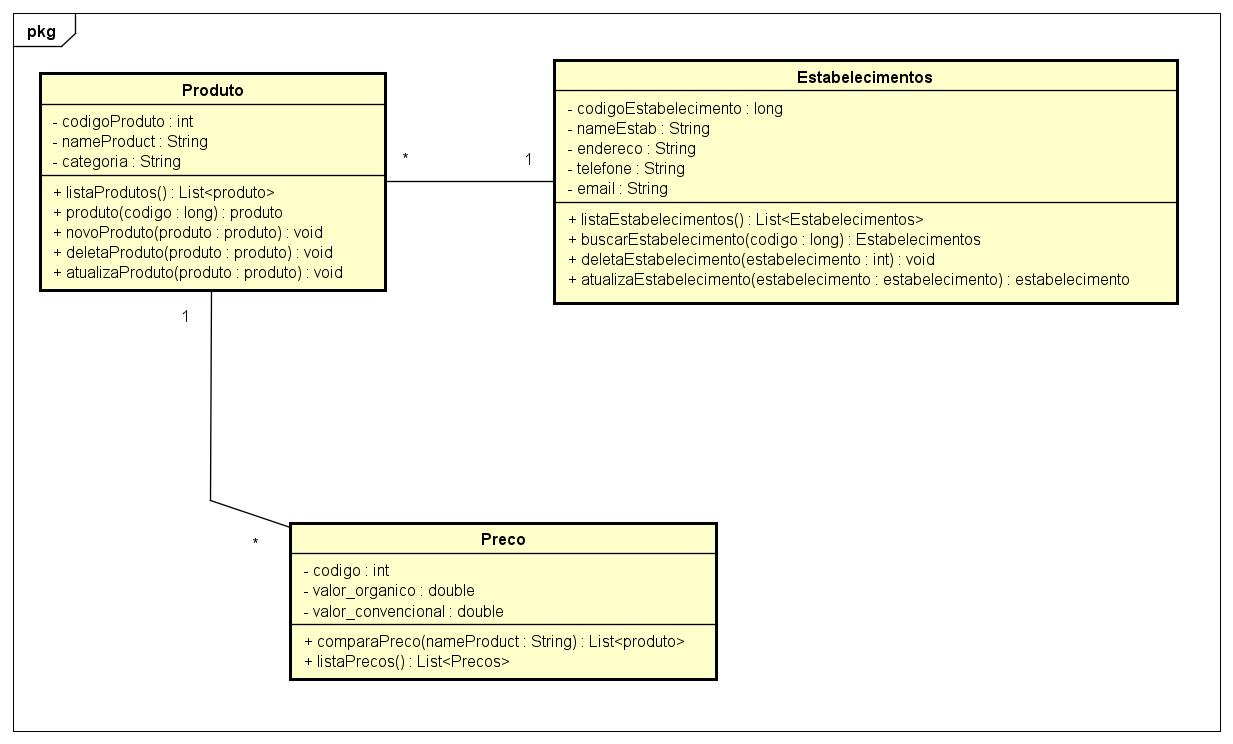 pkg
Produto
- codigoProduto : int
- nameProduct : String
- categoria : String
+ listaProdutos() : List<produto>
+ produto(codigo : long) : produto
+ novoProduto(produto : produto) : void
+ deletaProduto(produto : produto) : void
+ atualizaProduto(produto : produto) : void
*
1
Estabelecimentos
- codigoEstabelecimento : long
- nameEstab : String
- endereco : String
- telefone : String
- email : String
+ listaEstabelecimentos() : List<Estabelecimentos>
+ buscarEstabelecimento(codigo : long) : Estabelecimentos
+ deletaEstabelecimento(estabelecimento : int) : void
+ atualizaEstabelecimento(estabelecimento : estabelecimento) : estabelecimento
1
*
Preco
- codigo : int
- valor_organico : double
- valor_convencional : double
+ comparaPreco(nameProduct : String) : List<produto>
+ listaPrecos() : List<Precos>